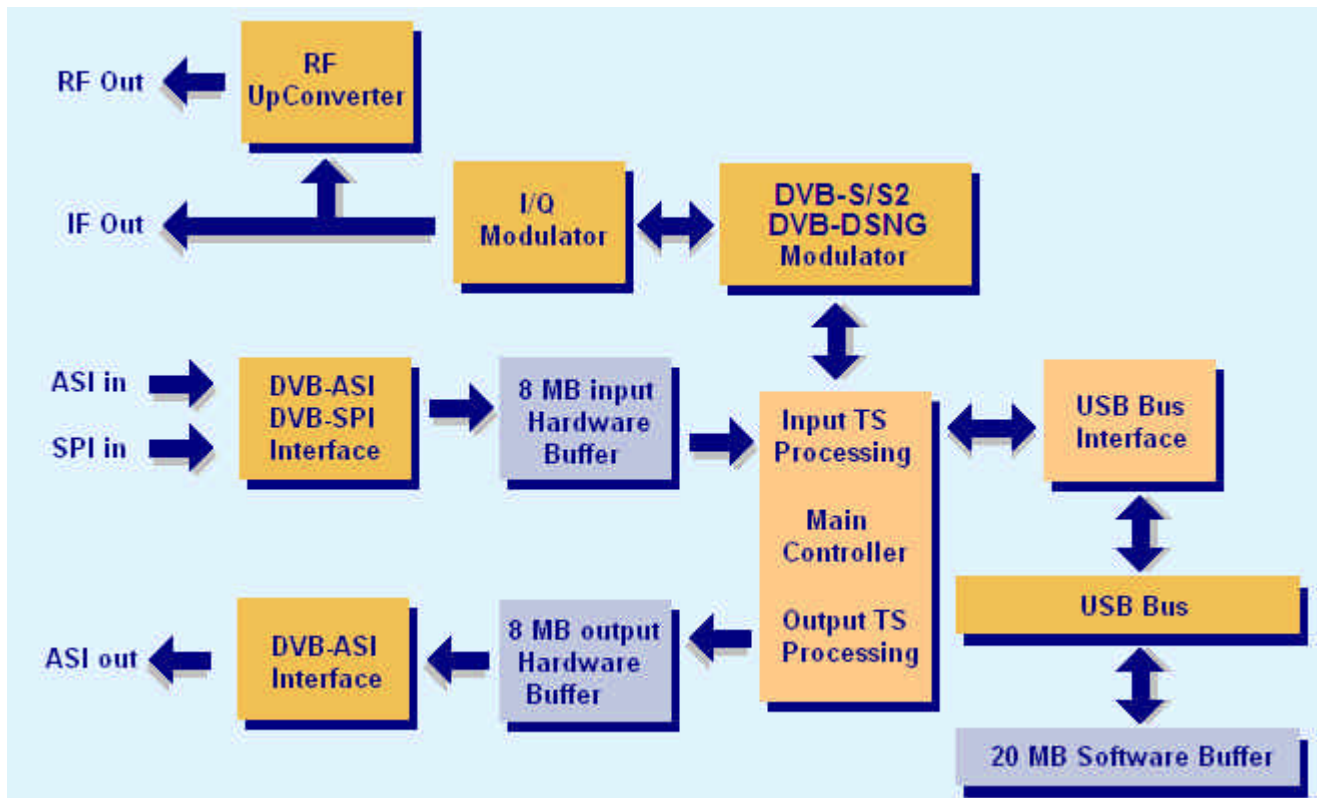 RF Out
RF
UpConverter
IF Out
I/Q
Modulator
DVB-S/S2
DVB-DSNG
Modulator
ASI in
SPI in
DVB-ASI
DVB-SPI
Interface
8 MB input
Hardware
Buffer
Input TS
Processing
Main
Controller
Output TS
Processing
USB Bus
Interface
USB Bus
20 MB Software Buffer
ASI out
DVB-ASI
Interface
8 MB output
Hardware
Buffer